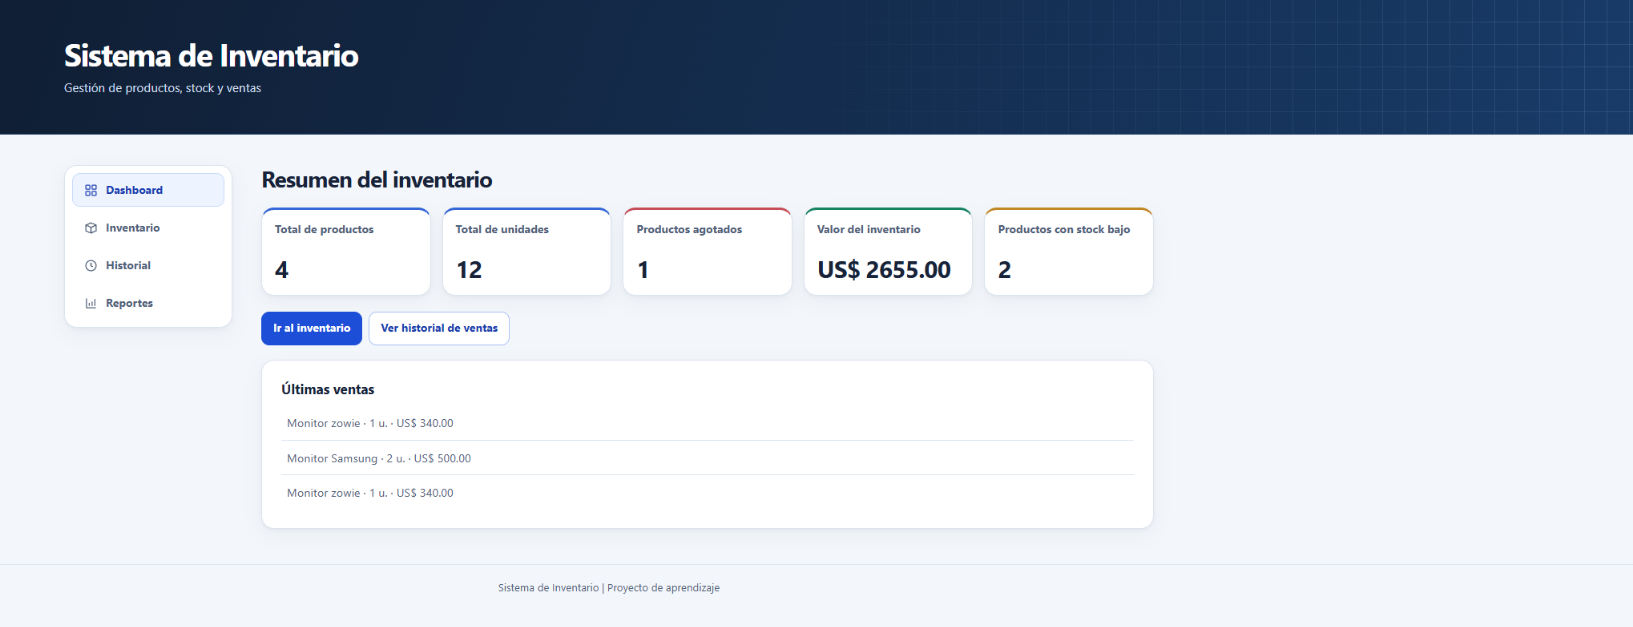 Sistema de Inventario
Gestión de productos, stock y ventas
Dashboard
Inventario
Historial
Reportes
Resumen del inventario
Total de productos
4
Total de unidades
12
Productos agotados
1
Valor del inventario
US$ 2655.00
Productos con stock bajo
2
Ir al inventario
Ver historial de ventas
Últimas ventas
Monitor zowie · 1 u. · US$ 340.00
Monitor Samsung · 2 u. · US$ 500.00
Monitor zowie · 1 u. · US$ 340.00
Sistema de Inventario | Proyecto de aprendizaje